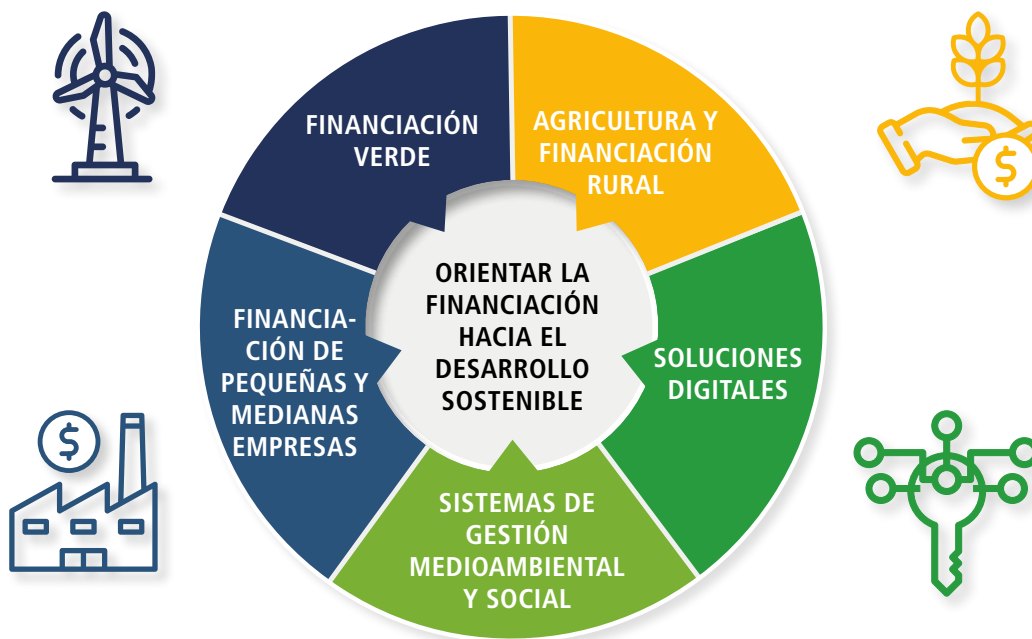 FINANCIACIÓN
VERDE
AGRICULTURA Y
FINANCIACIÓN
RURAL
ORIENTAR LA
FINANCIACIÓN
HACIA EL
DESARROLLO
SOSTENIBLE
FINANCIA-
CIÓN DE
PEQUEÑAS Y
MEDIANAS
EMPRESAS
SOLUCIONES
DIGITALES
SISTEMAS DE
GESTIÓN
MEDIOAMBIENTAL
Y SOCIAL
$
$